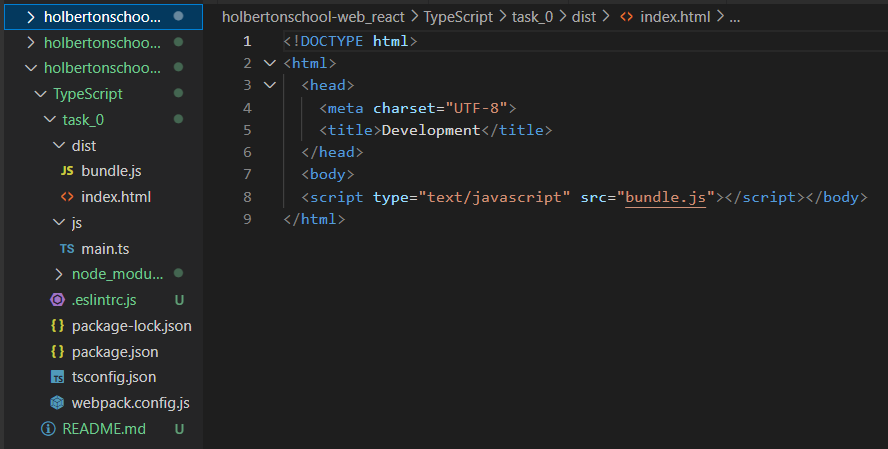 holbertonschoo...
holbertonschoo...
holbertonschoo...
TypeScript
task_0
dist
JS bundle.js
<> index.html
js
TS main.ts
node_modu...
.eslintrc.js U
{} package-lock.json
{} package.json
TS tsconfig.json
webpack.config.js
README.md U
holbertonschool-web_react > TypeScript > task_0 > dist > <> index.html > ...
1 <!DOCTYPE html>
2 <html>
3 <head>
4 <meta charset="UTF-8">
5 <title>Development</title>
6 </head>
7 <body>
8 <script type="text/javascript" src="bundle.js"></script></body>
9 </html>